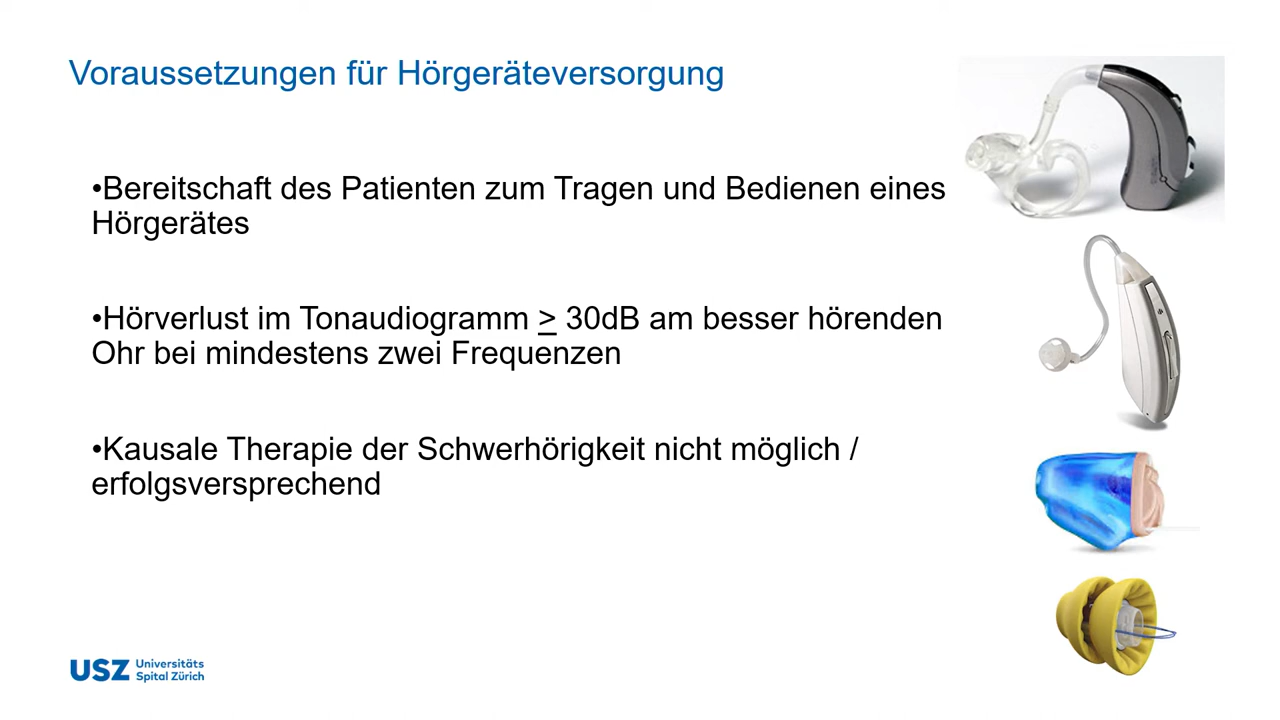 Voraussetzungen für Hörgeräteversorgung
•Bereitschaft des Patienten zum Tragen und Bedienen eines
Hörgerätes
•Hörverlust im Tonaudiogramm ≥ 30dB am besser hörenden
Ohr bei mindestens zwei Frequenzen
•Kausale Therapie der Schwerhörigkeit nicht möglich /
erfolgsversprechend
USZ Universitäts
Spital Zürich